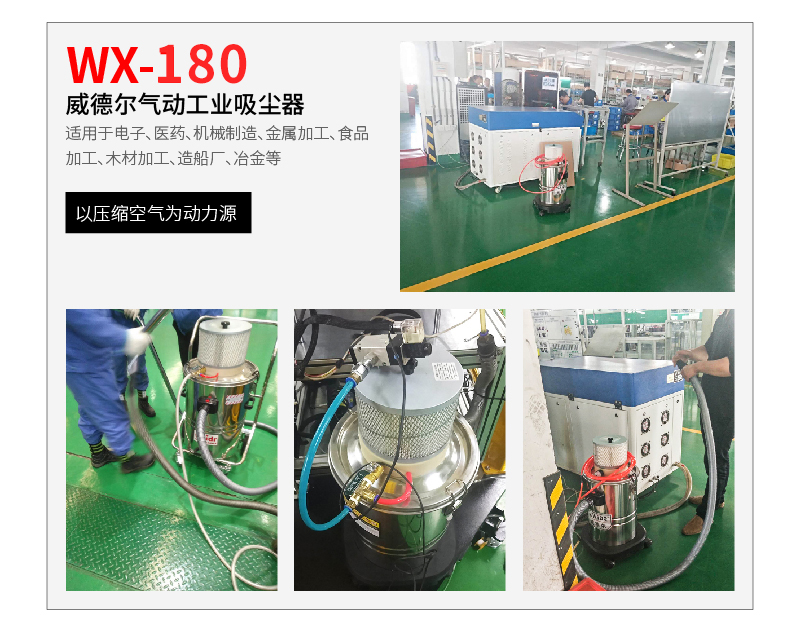 WX-180
威德尔气动工业吸尘器
适用于电子、医药、机械制造、金属加工、食品
加工、木材加工、造船厂、冶金等
以压缩空气为动力源